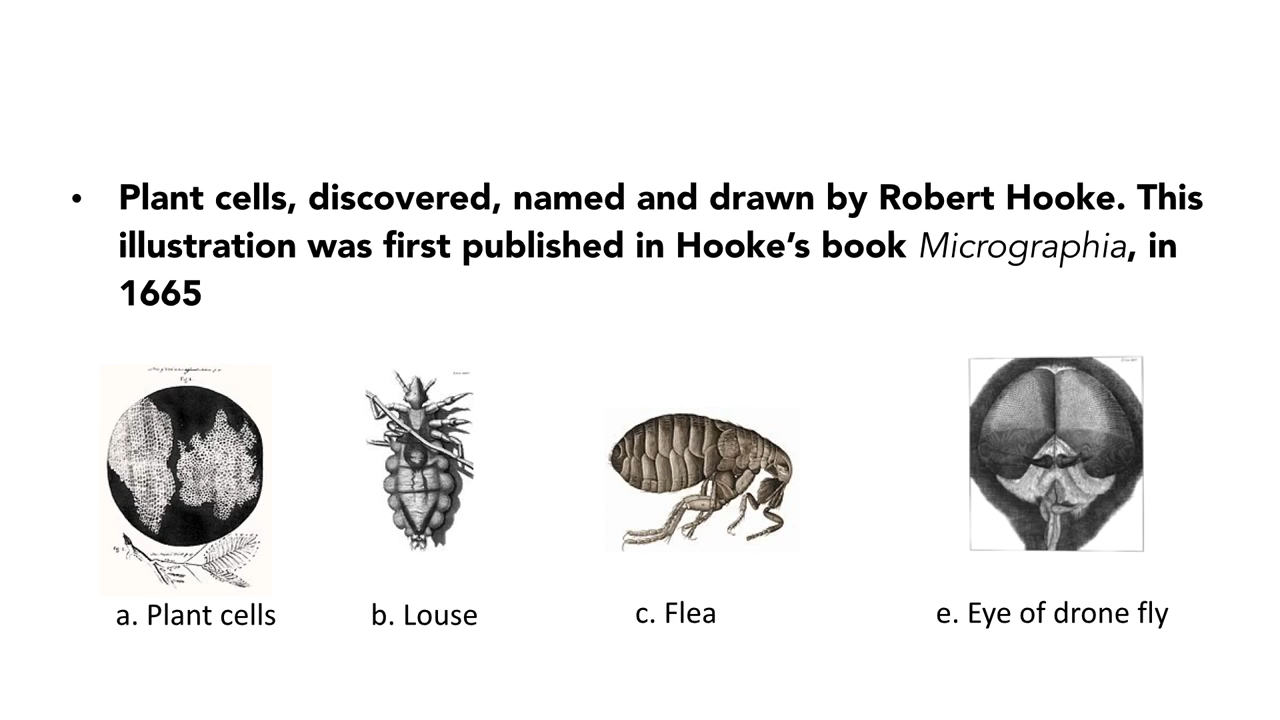 • Plant cells, discovered, named and drawn by Robert Hooke. This
illustration was first published in Hooke’s book Micrographia, in
1665
a. Plant cells
b. Louse
c. Flea
e. Eye of drone fly